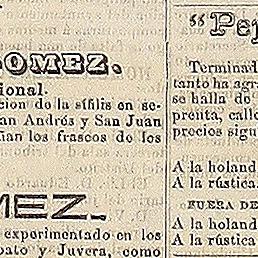 OMEZ.
ional.
cion de la sífilis en se-
an Andrés y San Juan
ñan los frascos de los
MEZ.
experimentado en los
pato y Juvera, como
"Pe
Terminad
tanto ha agra
se halla de
prenta, calle
precios sigu
A la holand
A la rústica.
FUERA DE
A la holand
A la rústica